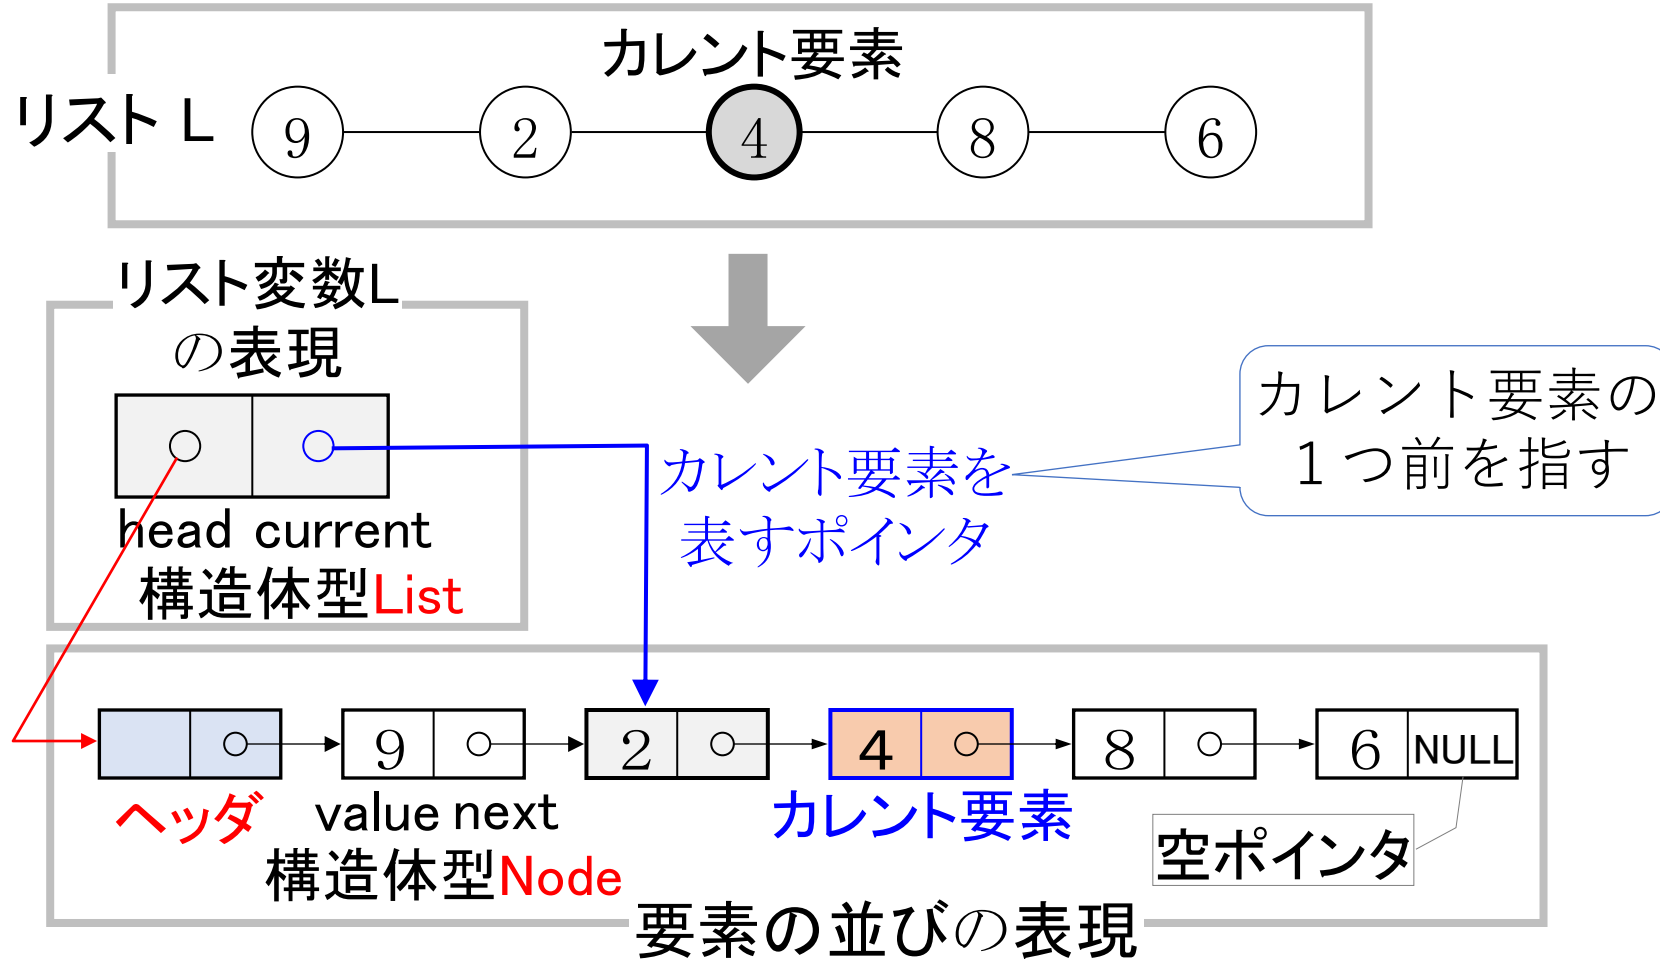 カレント要素
リスト L
9 2 4 8 6
リスト変数L
の表現
head current
構造体型List
カレント要素を
表すポインタ
カレント要素の
１つ前を指す
9 2 4 8 6 NULL
ヘッダ
value next
構造体型Node
カレント要素
空ポインタ
要素の並びの表現